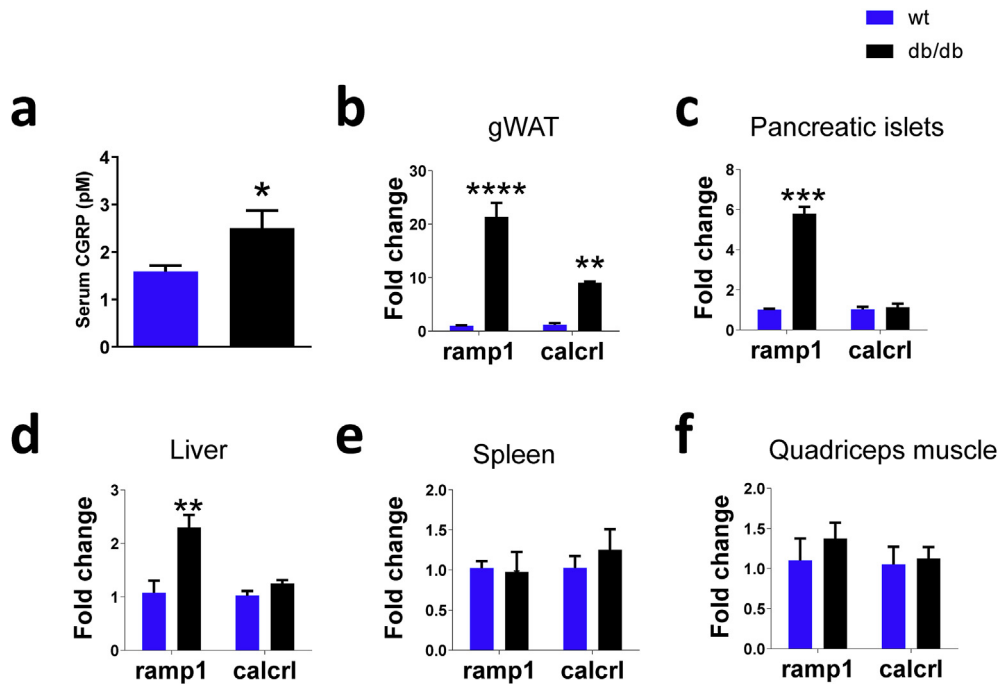 wt
db/db
a
Serum CGRP (pM)
4
3
2
1
0
*
b
gWAT
Fold change
30
20
10
0
****
**
ramp1 calcrl
c
Pancreatic islets
Fold change
8
6
4
2
0
***
ramp1 calcrl
d
Liver
Fold change
3
2
1
0
**
ramp1 calcrl
e
Spleen
Fold change
2.0
1.5
1.0
0.5
0.0
ramp1 calcrl
f
Quadriceps muscle
Fold change
2.0
1.5
1.0
0.5
0.0
ramp1 calcrl